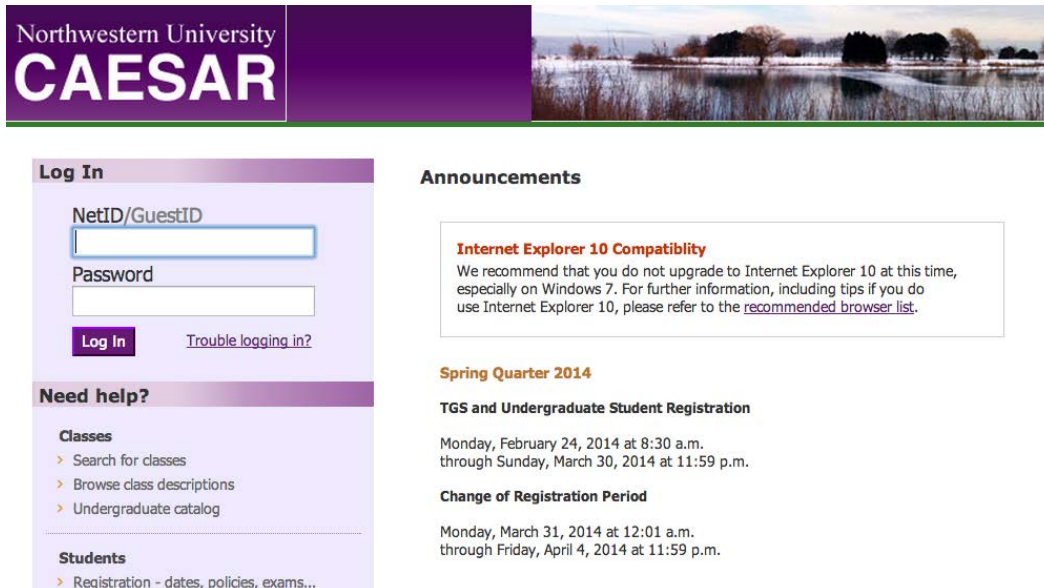 Northwestern University
CAESAR
Log In
NetID/GuestID
Password
Log In
Trouble logging in?
Need help?
Classes
> Search for classes
> Browse class descriptions
> Undergraduate catalog
Students
> Registration - dates, policies, exams...
Announcements
Internet Explorer 10 Compatiblity
We recommend that you do not upgrade to Internet Explorer 10 at this time,
especially on Windows 7. For further information, including tips if you do
use Internet Explorer 10, please refer to the recommended browser list.
Spring Quarter 2014
TGS and Undergraduate Student Registration
Monday, February 24, 2014 at 8:30 a.m.
through Sunday, March 30, 2014 at 11:59 p.m.
Change of Registration Period
Monday, March 31, 2014 at 12:01 a.m.
through Friday, April 4, 2014 at 11:59 p.m.